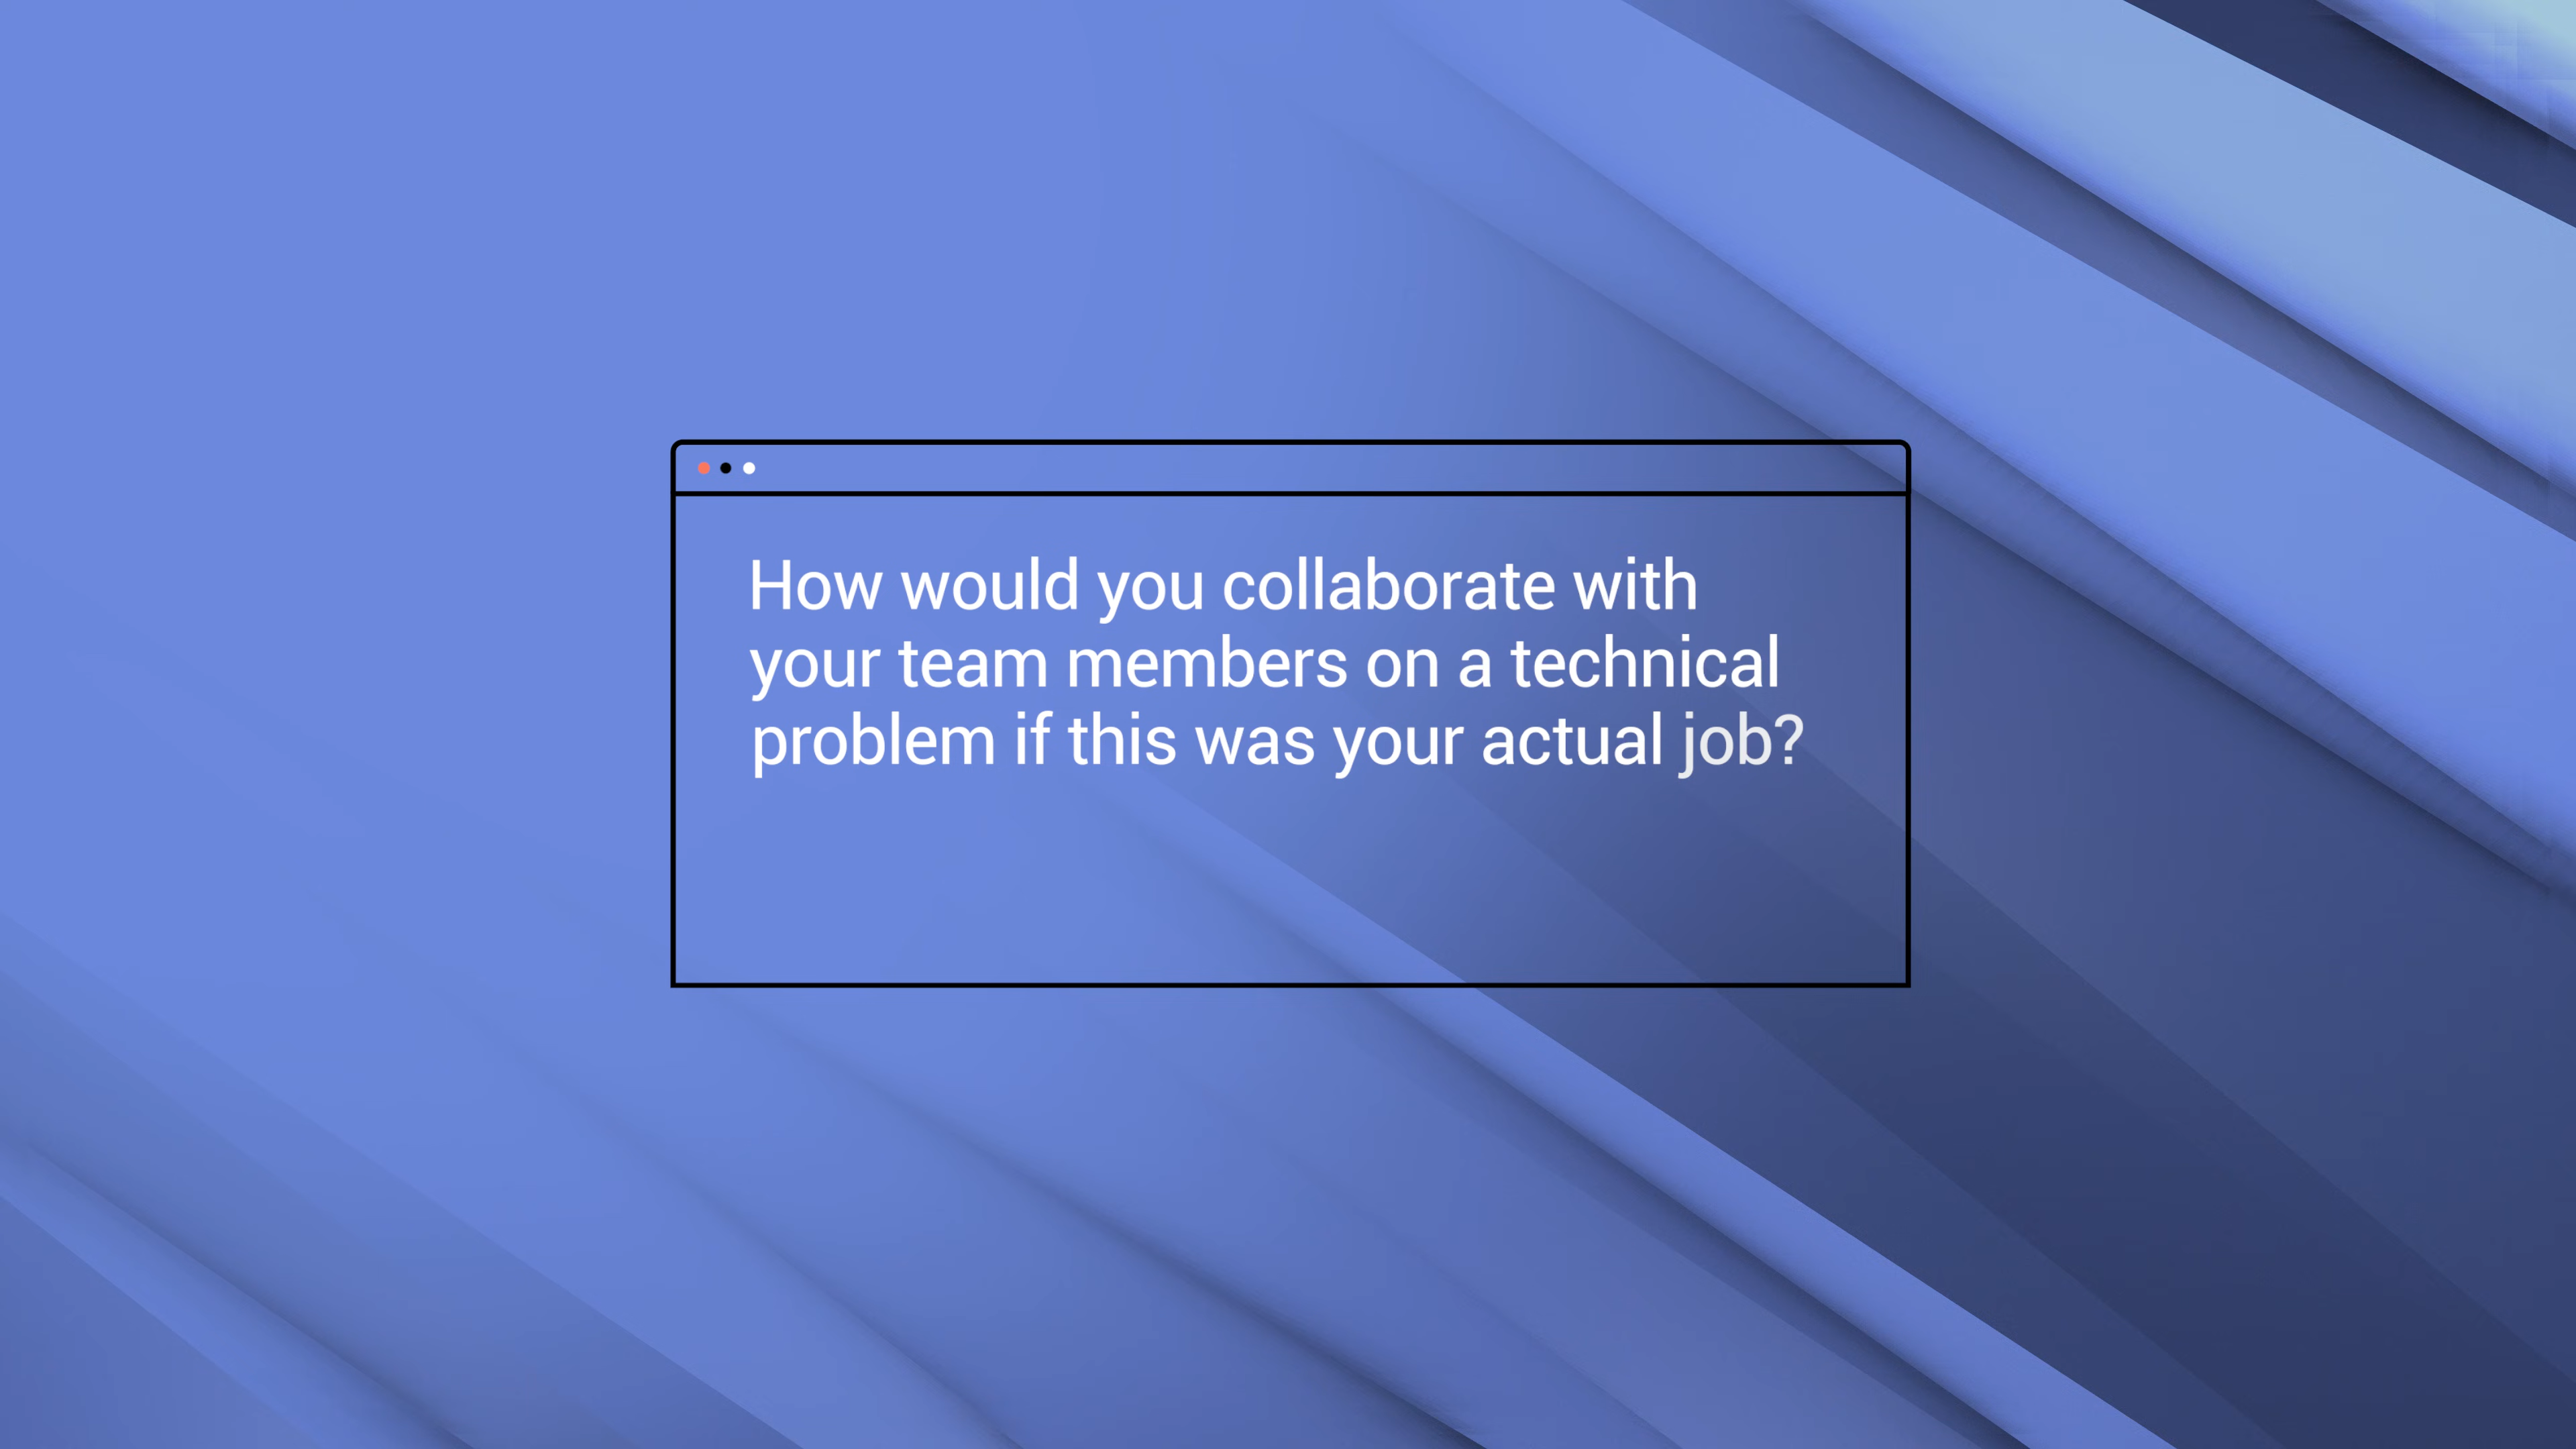 How would you collaborate with
your team members on a technical
problem if this was your actual job?